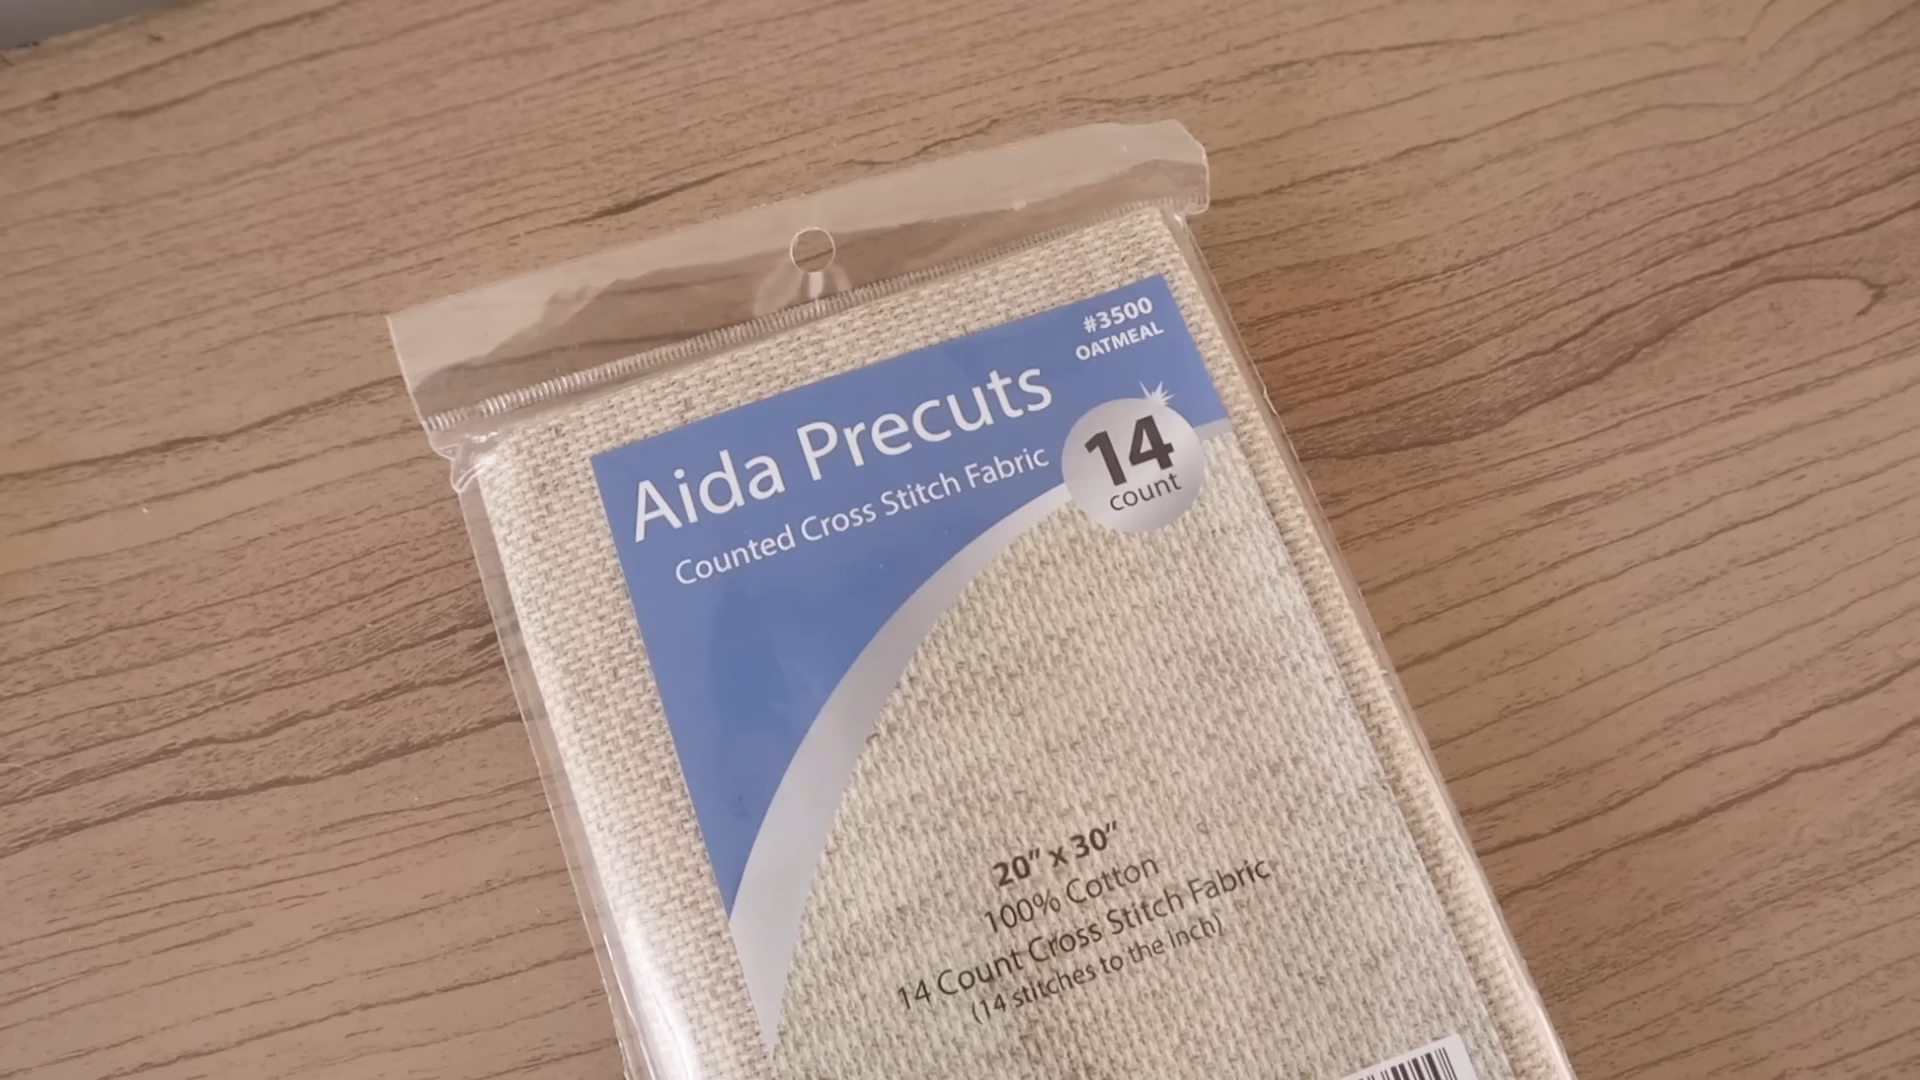 #3500
OATMEAL
Aida Precuts
Counted Cross Stitch Fabric
14
count
20” x 30”
100% Cotton
14 Count Cross Stitch Fabric
(14 stitches to the inch)